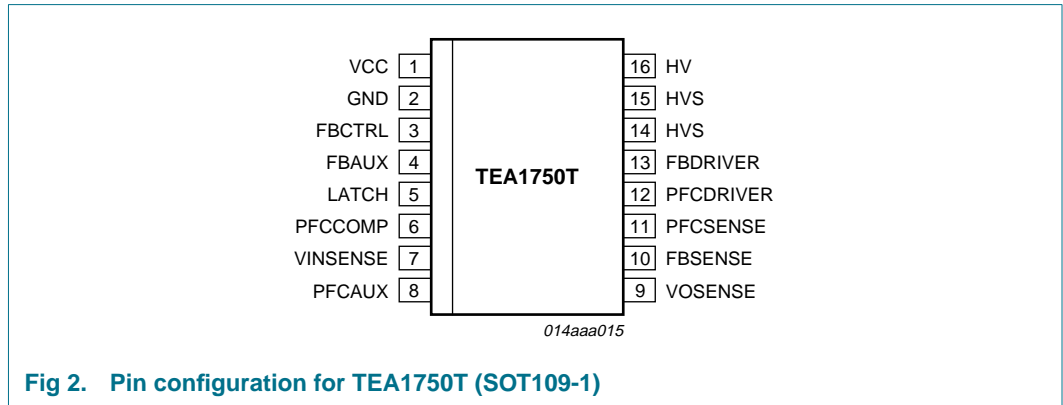 VCC 1
GND 2
FBCTRL 3
FBAUX 4
LATCH 5
PFCCOMP 6
VINSENSE 7
PFCAUX 8
TEA1750T
16 HV
15 HVS
14 HVS
13 FBDRIVER
12 PFCDRIVER
11 PFCSENSE
10 FBSENSE
9 VOSENSE
014aaa015
Fig 2. Pin configuration for TEA1750T (SOT109-1)